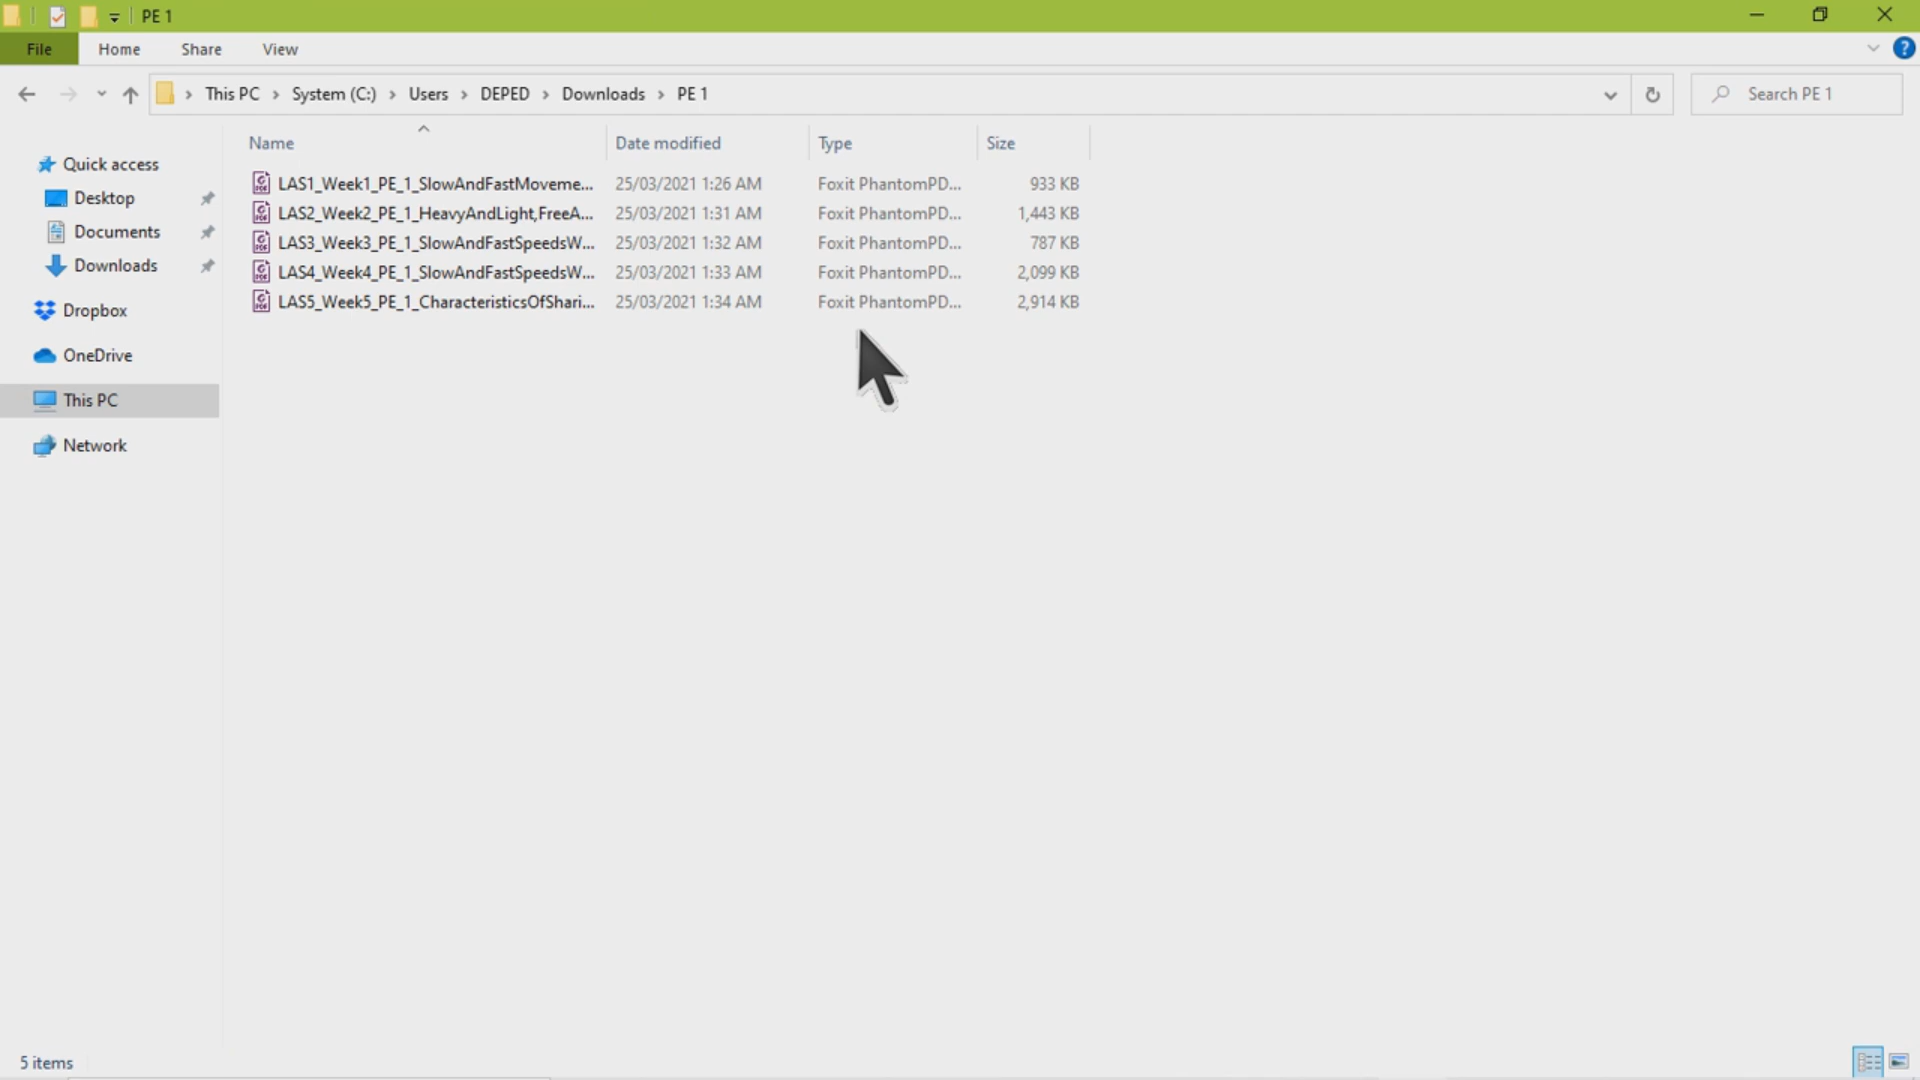 PE 1
File Home Share View
This PC System (C:) Users DEPED Downloads PE 1 Search PE 1
Name Date modified Type Size
Quick access
Desktop
Documents
Downloads
Dropbox
OneDrive
This PC
Network
LAS1_Week1_PE_1_SlowAndFastMoveme... 25/03/2021 1:26 AM Foxit PhantomPD... 933 KB
LAS2_Week2_PE_1_HeavyAndLight,FreeA... 25/03/2021 1:31 AM Foxit PhantomPD... 1,443 KB
LAS3_Week3_PE_1_SlowAndFastSpeedsW... 25/03/2021 1:32 AM Foxit PhantomPD... 787 KB
LAS4_Week4_PE_1_SlowAndFastSpeedsW... 25/03/2021 1:33 AM Foxit PhantomPD... 2,099 KB
LAS5_Week5_PE_1_CharacteristicsOfShari... 25/03/2021 1:34 AM Foxit PhantomPD... 2,914 KB
5 items